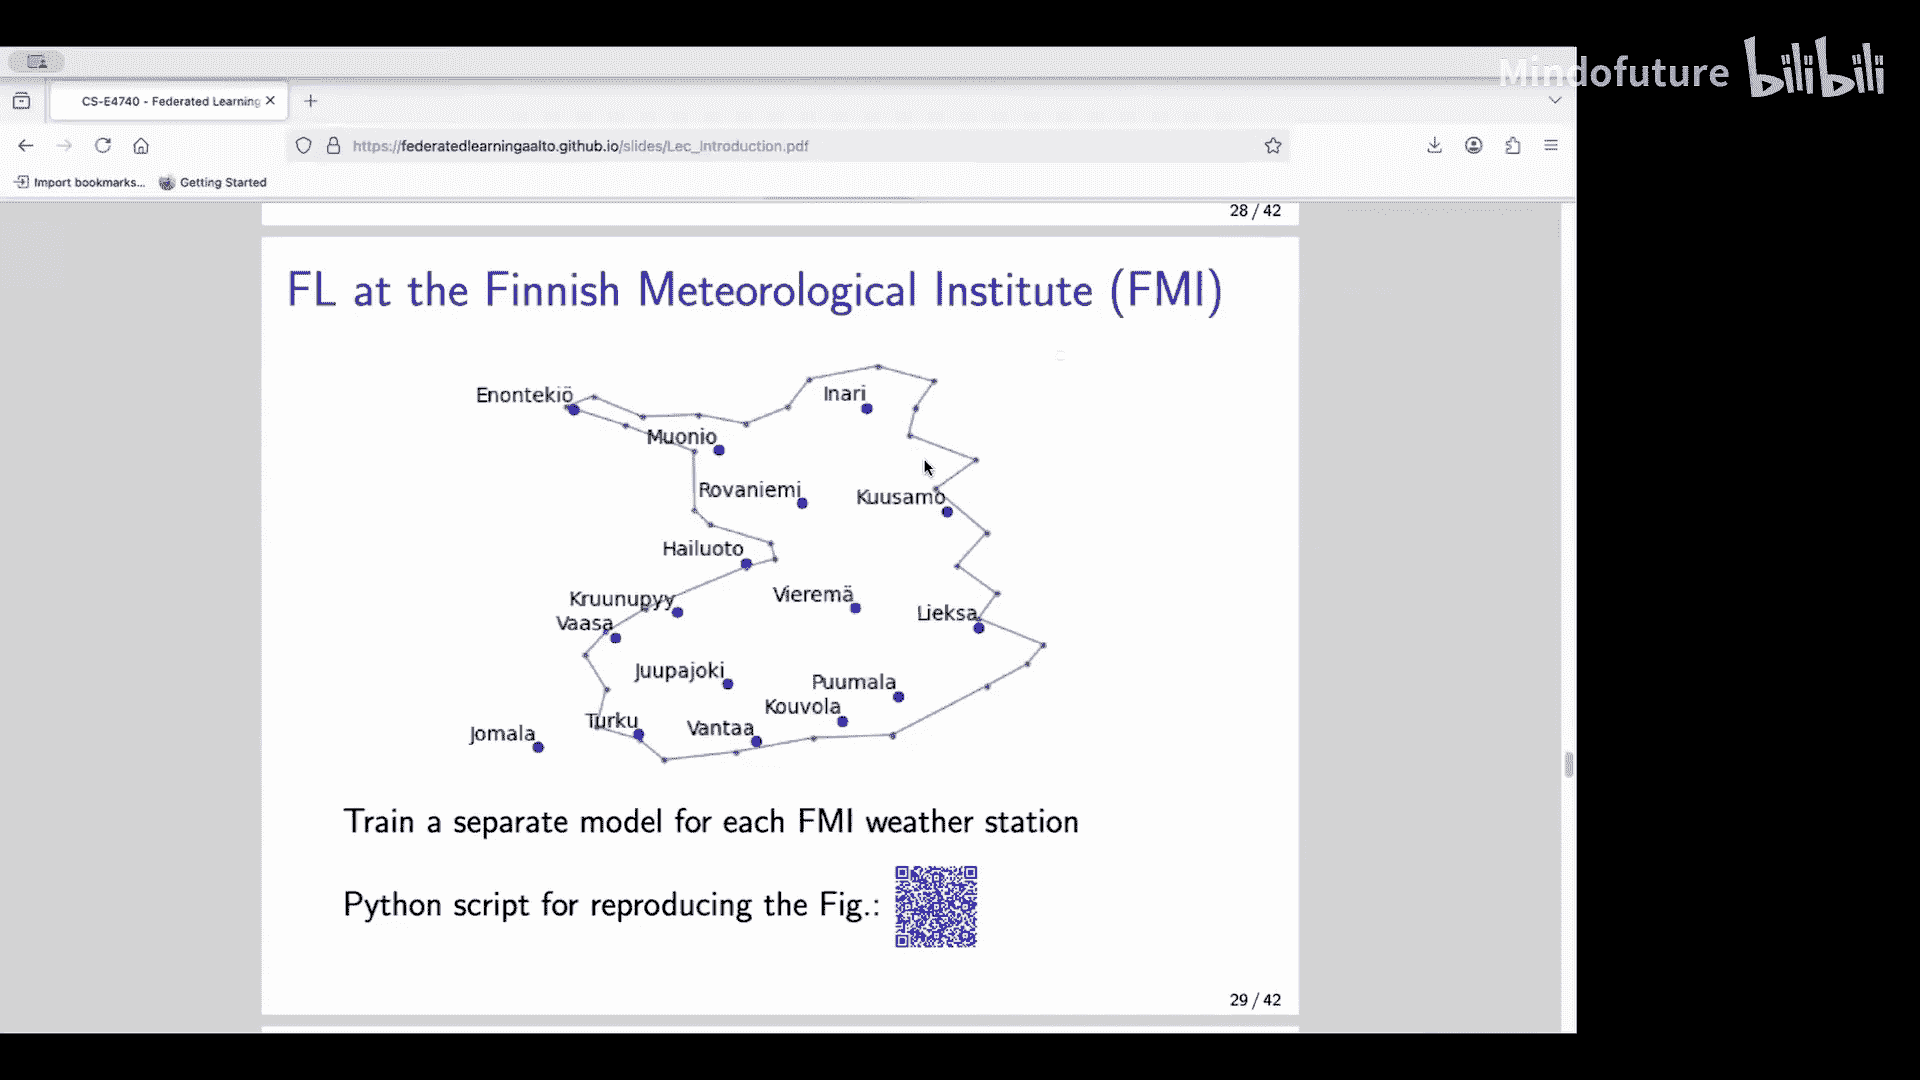 Mindofuture bilibili
CS-E4740 - Federated Learning
https://federatedlearningaalto.github.io/slides/Lec_Introduction.pdf
Import bookmarks... Getting Started
28 / 42
FL at the Finnish Meteorological Institute (FMI)
Enontekiö
Inari
Muonio
Rovaniemi
Kuusamo
Hailuoto
Kruunupyy
Vieremä
Vaasa
Lieksa
Juupajoki
Puumala
Kouvola
Turku
Vantaa
Jomala
Train a separate model for each FMI weather station
Python script for reproducing the Fig.:
29 / 42